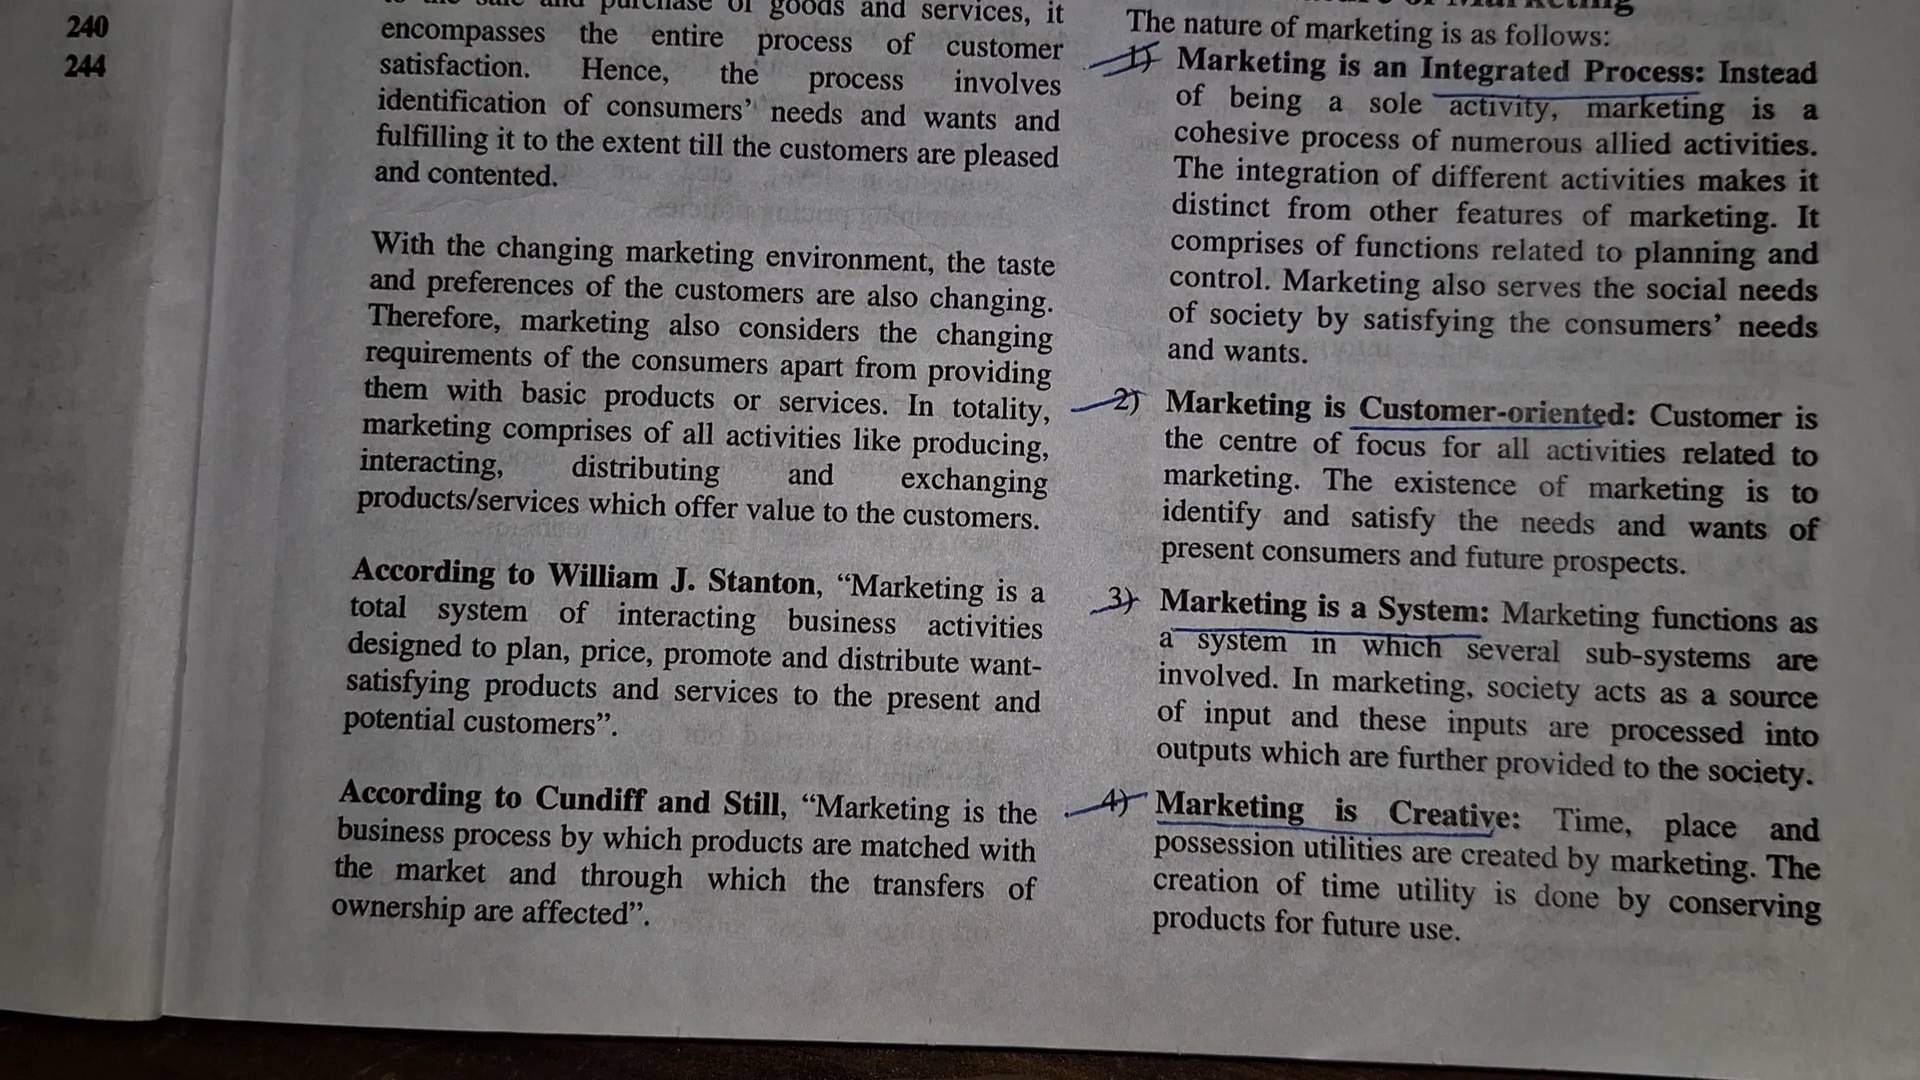 240
244
to the sale and purchase of goods and services, it
encompasses the entire process of customer
satisfaction. Hence, the process involves
identification of consumers' needs and wants and
fulfilling it to the extent till the customers are pleased
and contented.
With the changing marketing environment, the taste
and preferences of the customers are also changing.
Therefore, marketing also considers the changing
requirements of the consumers apart from providing
them with basic products or services. In totality,
marketing comprises of all activities like producing,
interacting, distributing and exchanging
products/services which offer value to the customers.
According to William J. Stanton, “Marketing is a
total system of interacting business activities
designed to plan, price, promote and distribute want-
satisfying products and services to the present and
potential customers”.
According to Cundiff and Still, “Marketing is the
business process by which products are matched with
the market and through which the transfers of
ownership are affected”.
of Marketing
The nature of marketing is as follows:
1) Marketing is an Integrated Process: Instead
of being a sole activity, marketing is a
cohesive process of numerous allied activities.
The integration of different activities makes it
distinct from other features of marketing. It
comprises of functions related to planning and
control. Marketing also serves the social needs
of society by satisfying the consumers' needs
and wants.
2) Marketing is Customer-oriented: Customer is
the centre of focus for all activities related to
marketing. The existence of marketing is to
identify and satisfy the needs and wants of
present consumers and future prospects.
3) Marketing is a System: Marketing functions as
a system in which several sub-systems are
involved. In marketing, society acts as a source
of input and these inputs are processed into
outputs which are further provided to the society.
4) Marketing is Creative: Time, place and
possession utilities are created by marketing. The
creation of time utility is done by conserving
products for future use.